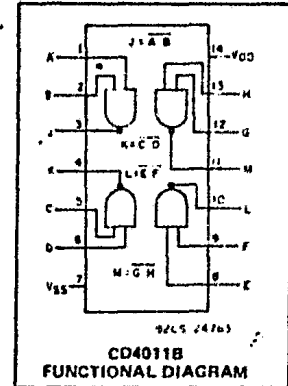 J = A B
A 1 14 VDD
B 2 13 H
J 3 12 G
K = C D
K 4 11 M
L = E F
C 5 10 L
D 6 9 F
VSS 7 8 E
M = G H
92CS-24763
CD4011B
FUNCTIONAL DIAGRAM